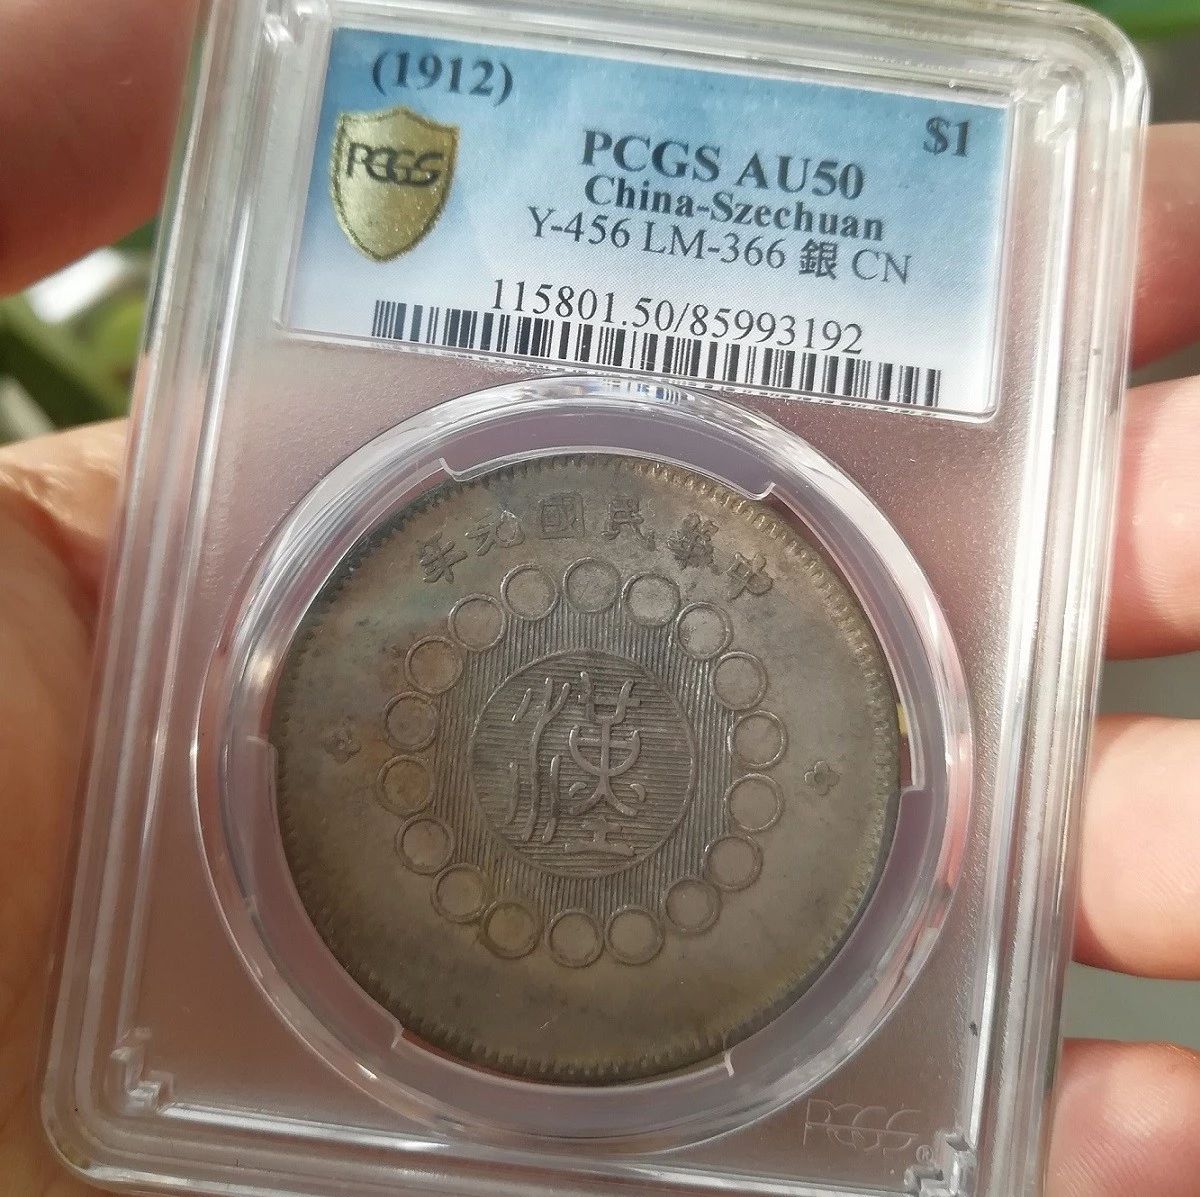 (1912)
$1
PCGS
PCGS AU50
China-Szechuan
Y-456 LM-366 銀 CN
115801.50/85993192
年元國民華中
漢
PCGS®